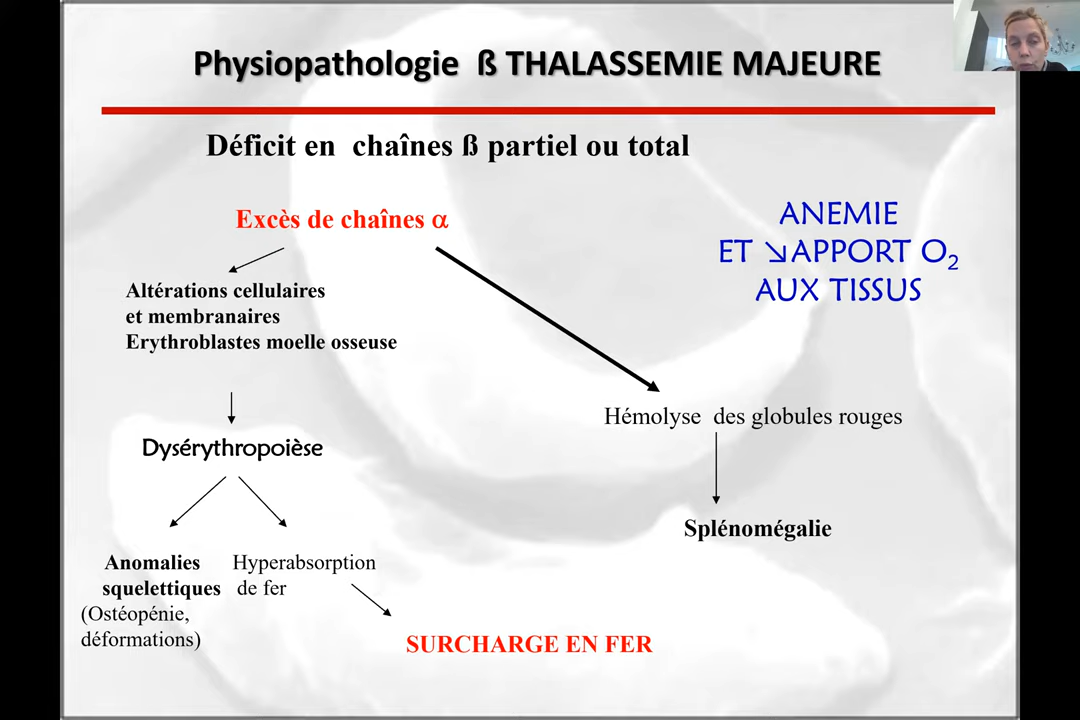 Physiopathologie ß THALASSEMIE MAJEURE
Déficit en chaînes ß partiel ou total
Excès de chaînes α
ANEMIE
ET ↘APPORT O₂
AUX TISSUS
Altérations cellulaires
et membranaires
Erythroblastes moelle osseuse
Hémolyse des globules rouges
Dysérythropoièse
Splénomégalie
Anomalies
squelettiques
(Ostéopénie,
déformations)
Hyperabsorption
de fer
SURCHARGE EN FER